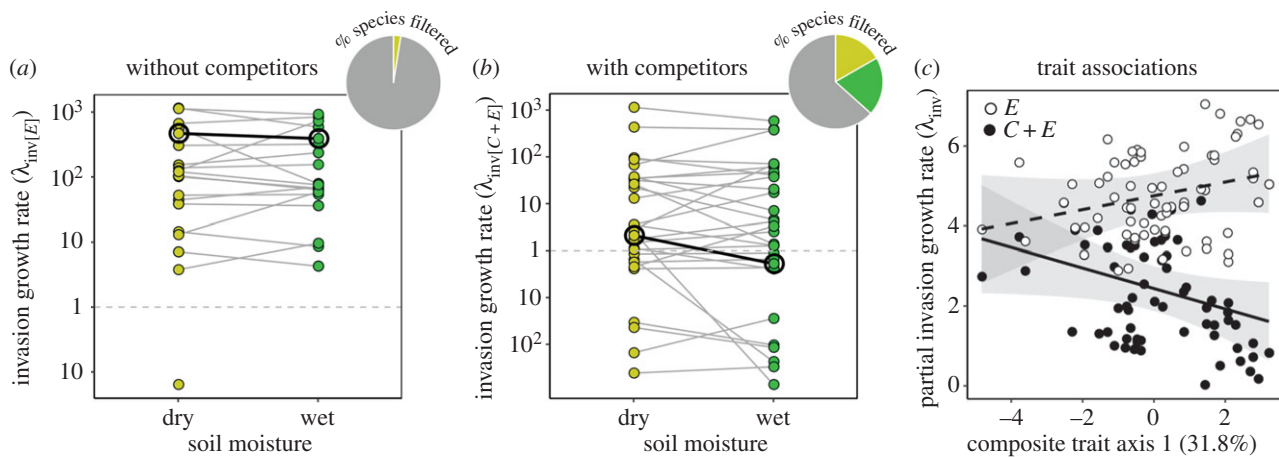 (a)
without competitors
% species filtered
invasion growth rate (λinv[E])
10³
10²
10
1
10
dry
wet
soil moisture
(b)
with competitors
% species filtered
invasion growth rate (λinv[C + E])
10³
10²
10
1
10
10²
dry
wet
soil moisture
(c)
trait associations
E
C + E
partial invasion growth rate (λinv)
6
4
2
0
−4
−2
0
2
composite trait axis 1 (31.8%)